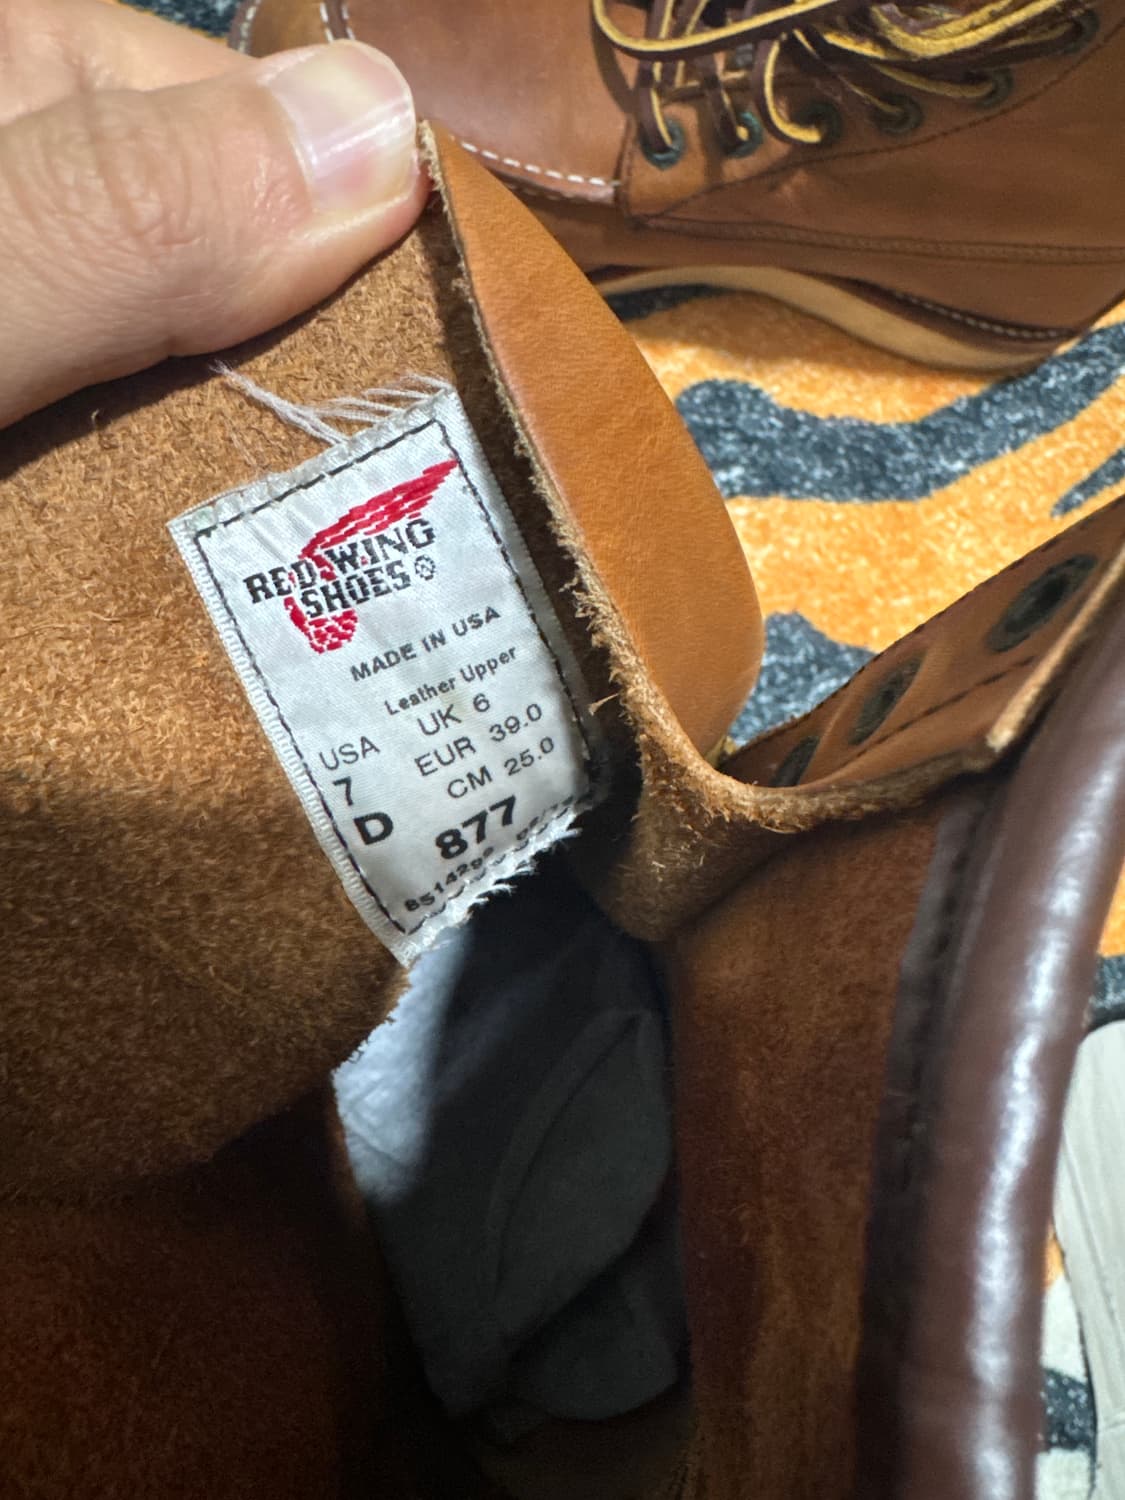 RED WING
SHOES®
MADE IN USA
Leather Upper
USA UK 6
7 EUR 39.0
D CM 25.0
877